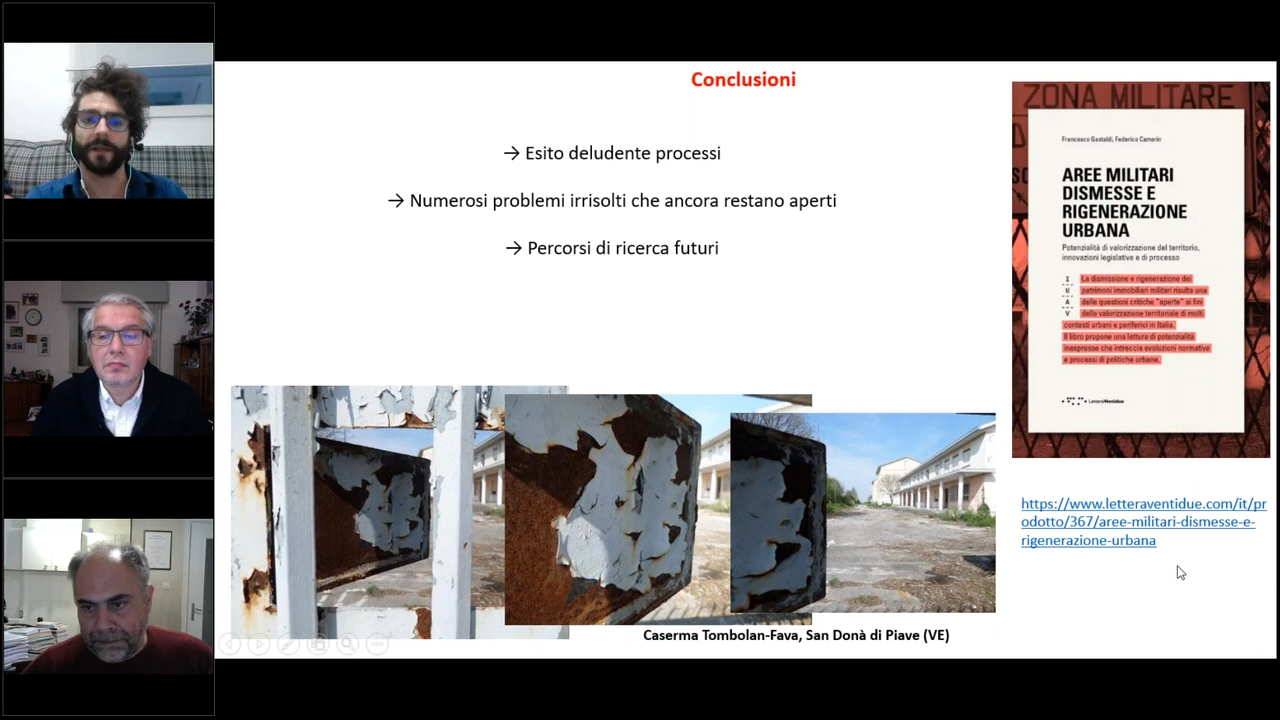 Conclusioni
→ Esito deludente processi
→ Numerosi problemi irrisolti che ancora restano aperti
→ Percorsi di ricerca futuri
ZONA MILITARE
Francesco Gastaldi, Federico Camerin
AREE MILITARI
DISMESSE E
RIGENERAZIONE
URBANA
Potenzialità di valorizzazione del territorio,
innovazioni legislative e di processo
I La dismissione e rigenerazione dei
U patrimoni immobiliari militari risulta una
A delle questioni critiche "aperte" ai fini
V della valorizzazione territoriale di molti
contesti urbani e periferici in Italia.
Il libro propone una lettura di potenzialità
inespresse che intreccia evoluzioni normative
e processi di politiche urbane.
LetteraVentidue
https://www.letteraventidue.com/it/pr
odotto/367/aree-militari-dismesse-e-
rigenerazione-urbana
Caserma Tombolan-Fava, San Donà di Piave (VE)